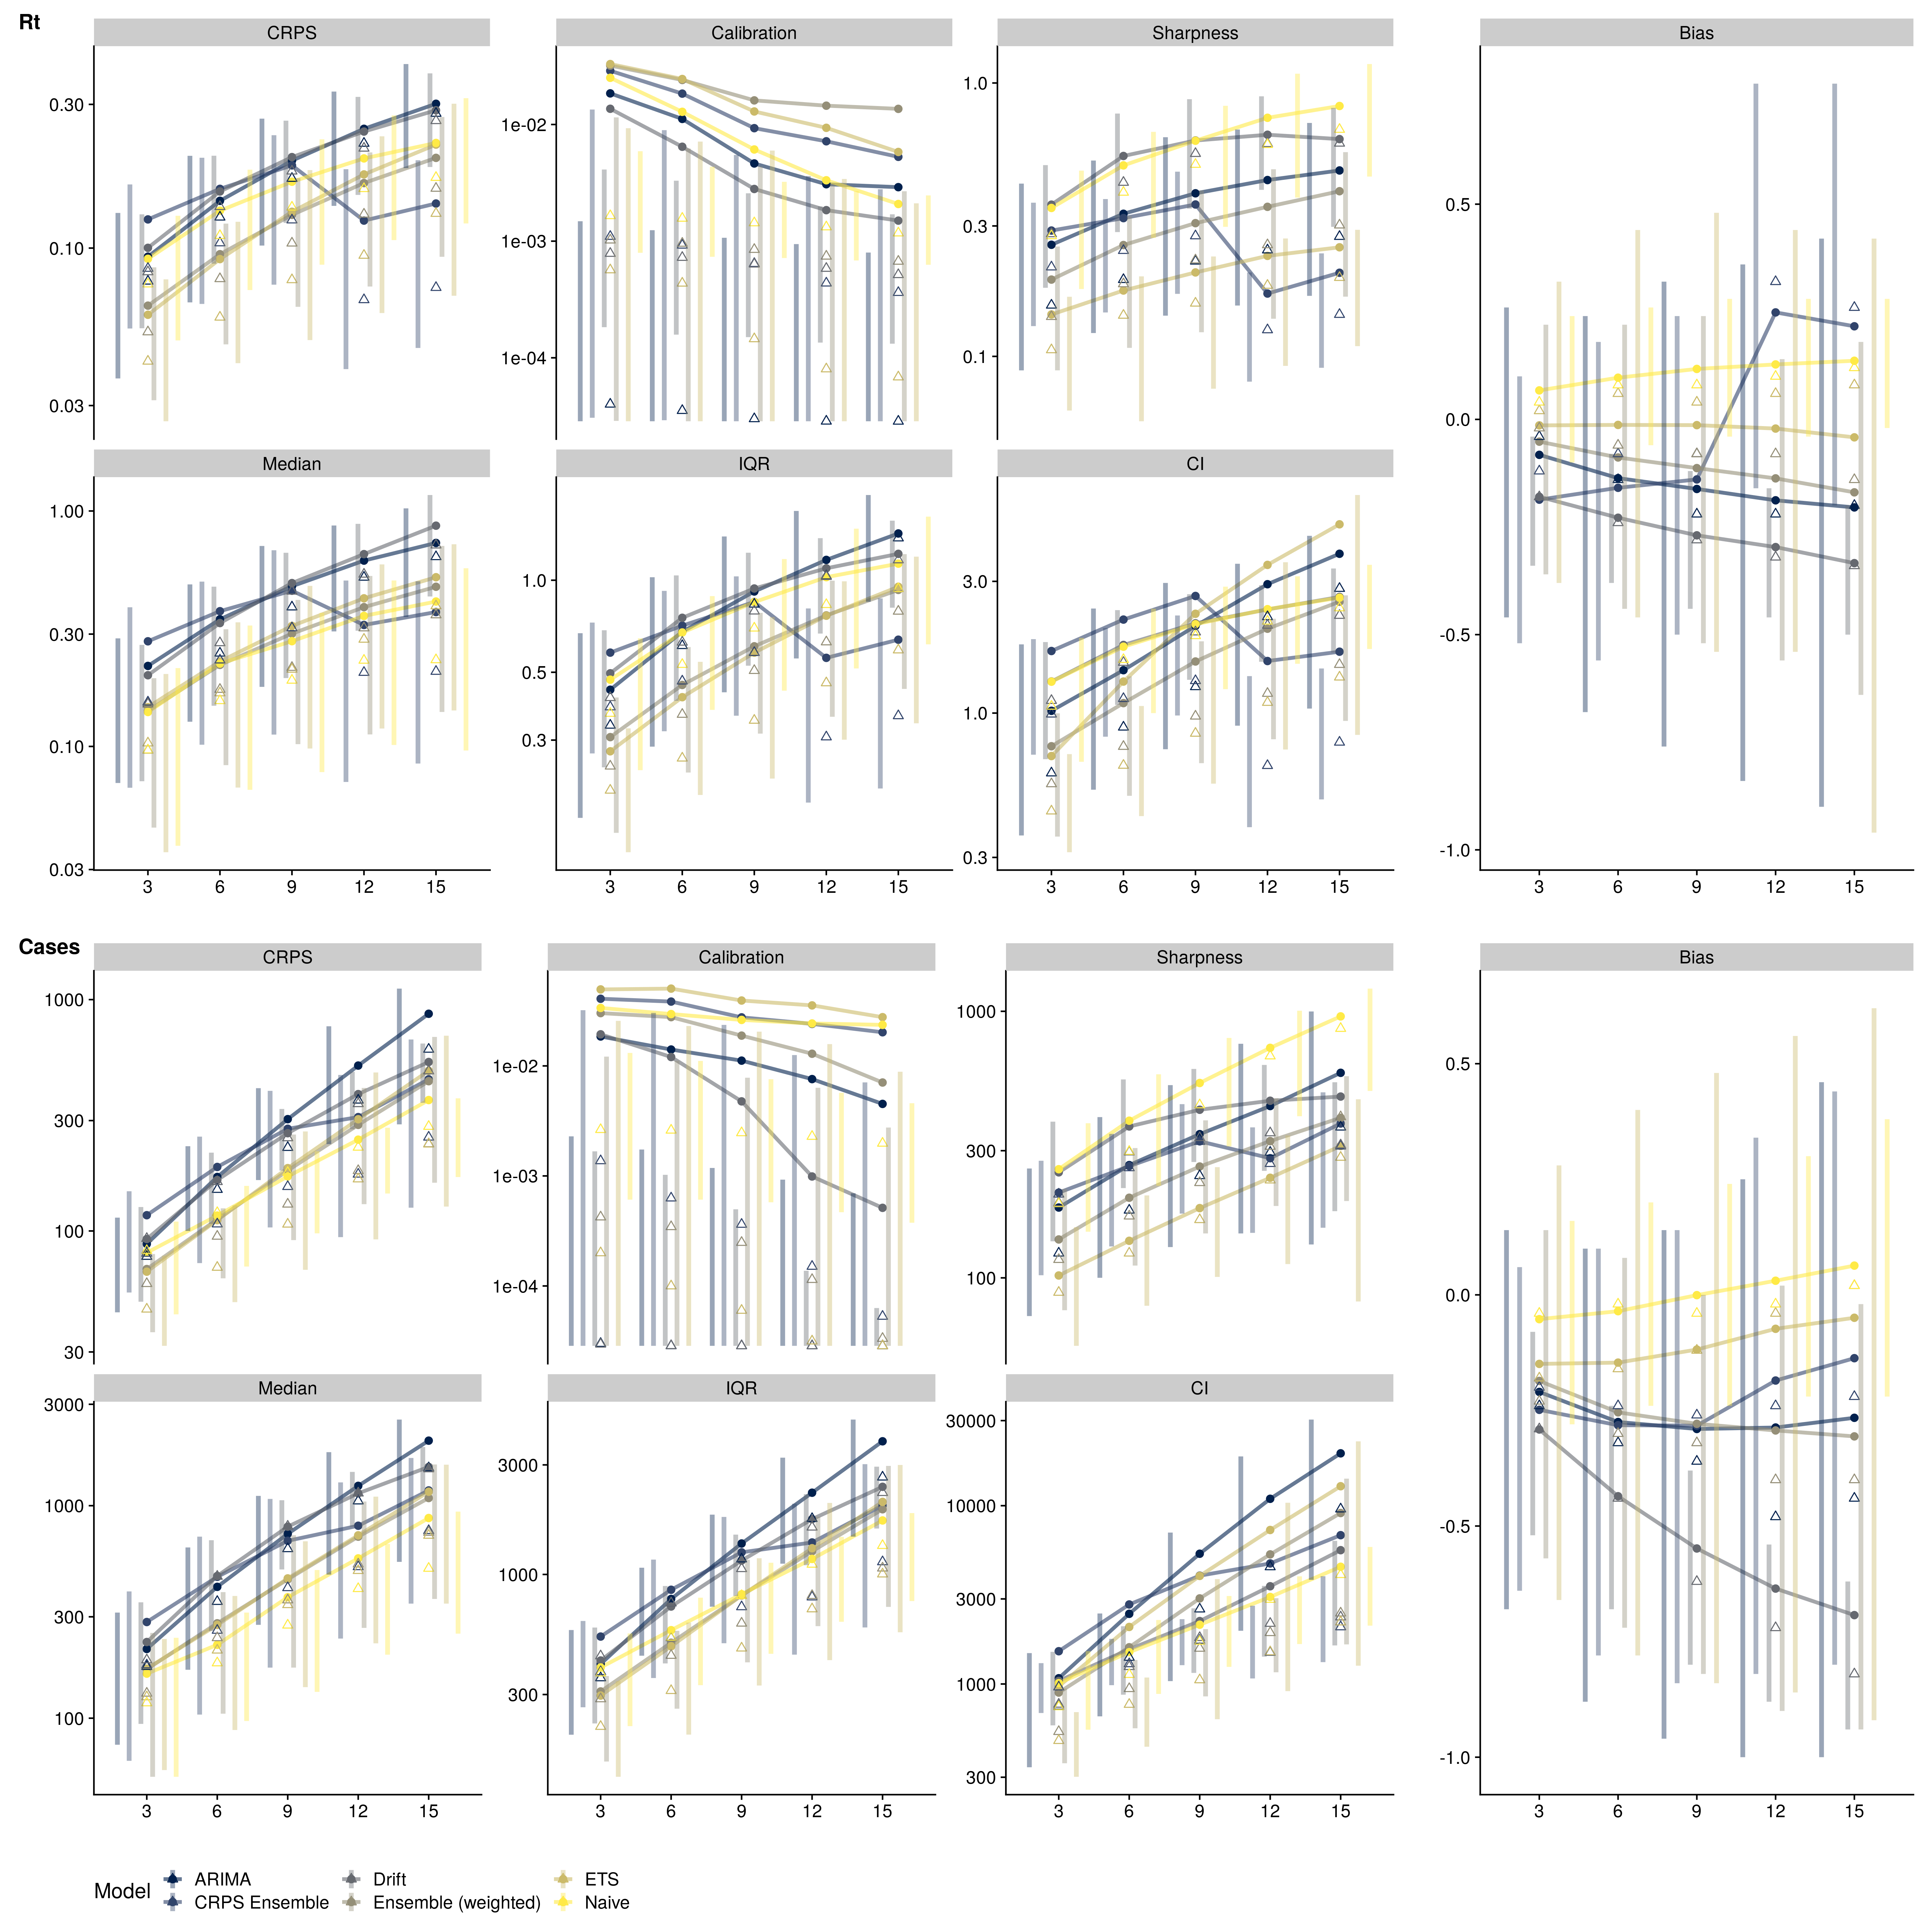 Rt
CRPS
Calibration
Sharpness
Bias
0.30
0.10
0.03
1e-02
1e-03
1e-04
1.0
0.3
0.1
0.5
0.0
-0.5
-1.0
Median
IQR
CI
1.00
0.30
0.10
0.03
1.0
0.5
0.3
3.0
1.0
0.3
3 6 9 12 15
3 6 9 12 15
3 6 9 12 15
3 6 9 12 15
Cases
CRPS
Calibration
Sharpness
Bias
1000
300
100
30
1e-02
1e-03
1e-04
1000
300
100
0.5
0.0
-0.5
-1.0
Median
IQR
CI
3000
1000
300
100
3000
1000
300
30000
10000
3000
1000
300
3 6 9 12 15
3 6 9 12 15
3 6 9 12 15
3 6 9 12 15
Model
ARIMA
CRPS Ensemble
Drift
Ensemble (weighted)
ETS
Naive